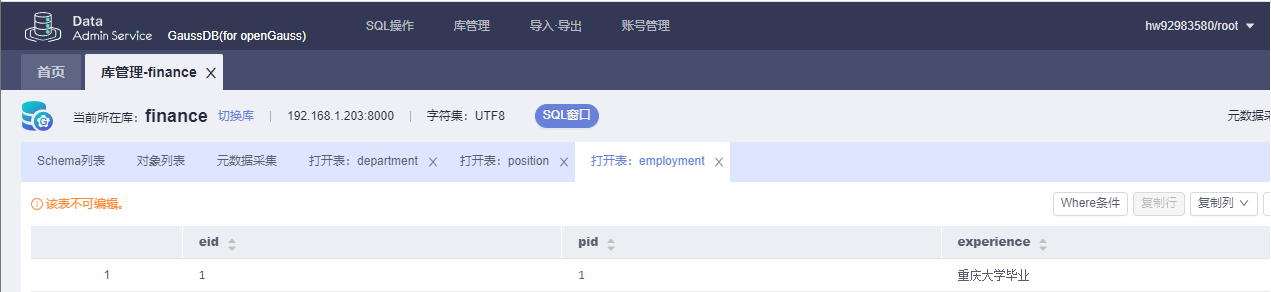 Data
Admin Service GaussDB(for openGauss) SQL操作 库管理 导入·导出 账号管理 hw92983580/root
首页 库管理-finance
当前所在库：finance 切换库 192.168.1.203:8000 字符集：UTF8 SQL窗口 元数据采
Schema列表 对象列表 元数据采集 打开表：department 打开表：position 打开表：employment
该表不可编辑。 Where条件 复制行 复制列
eid pid experience
1 1 1 重庆大学毕业